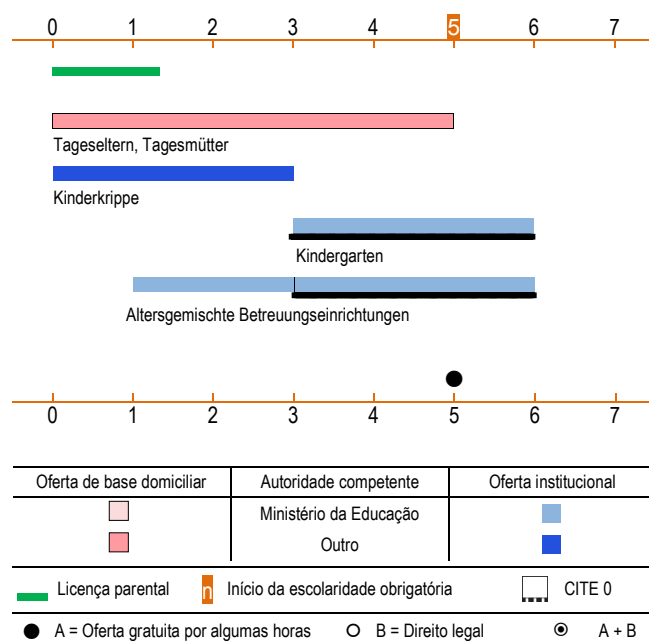 0 1 2 3 4 5 6 7
Tageseltern, Tagesmütter
Kinderkrippe
Kindergarten
Altersgemischte Betreuungseinrichtungen
0 1 2 3 4 5 6 7
Oferta de base domiciliar Autoridade competente Oferta institucional
Ministério da Educação
Outro
Licença parental n Início da escolaridade obrigatória CITE 0
A = Oferta gratuita por algumas horas B = Direito legal A + B